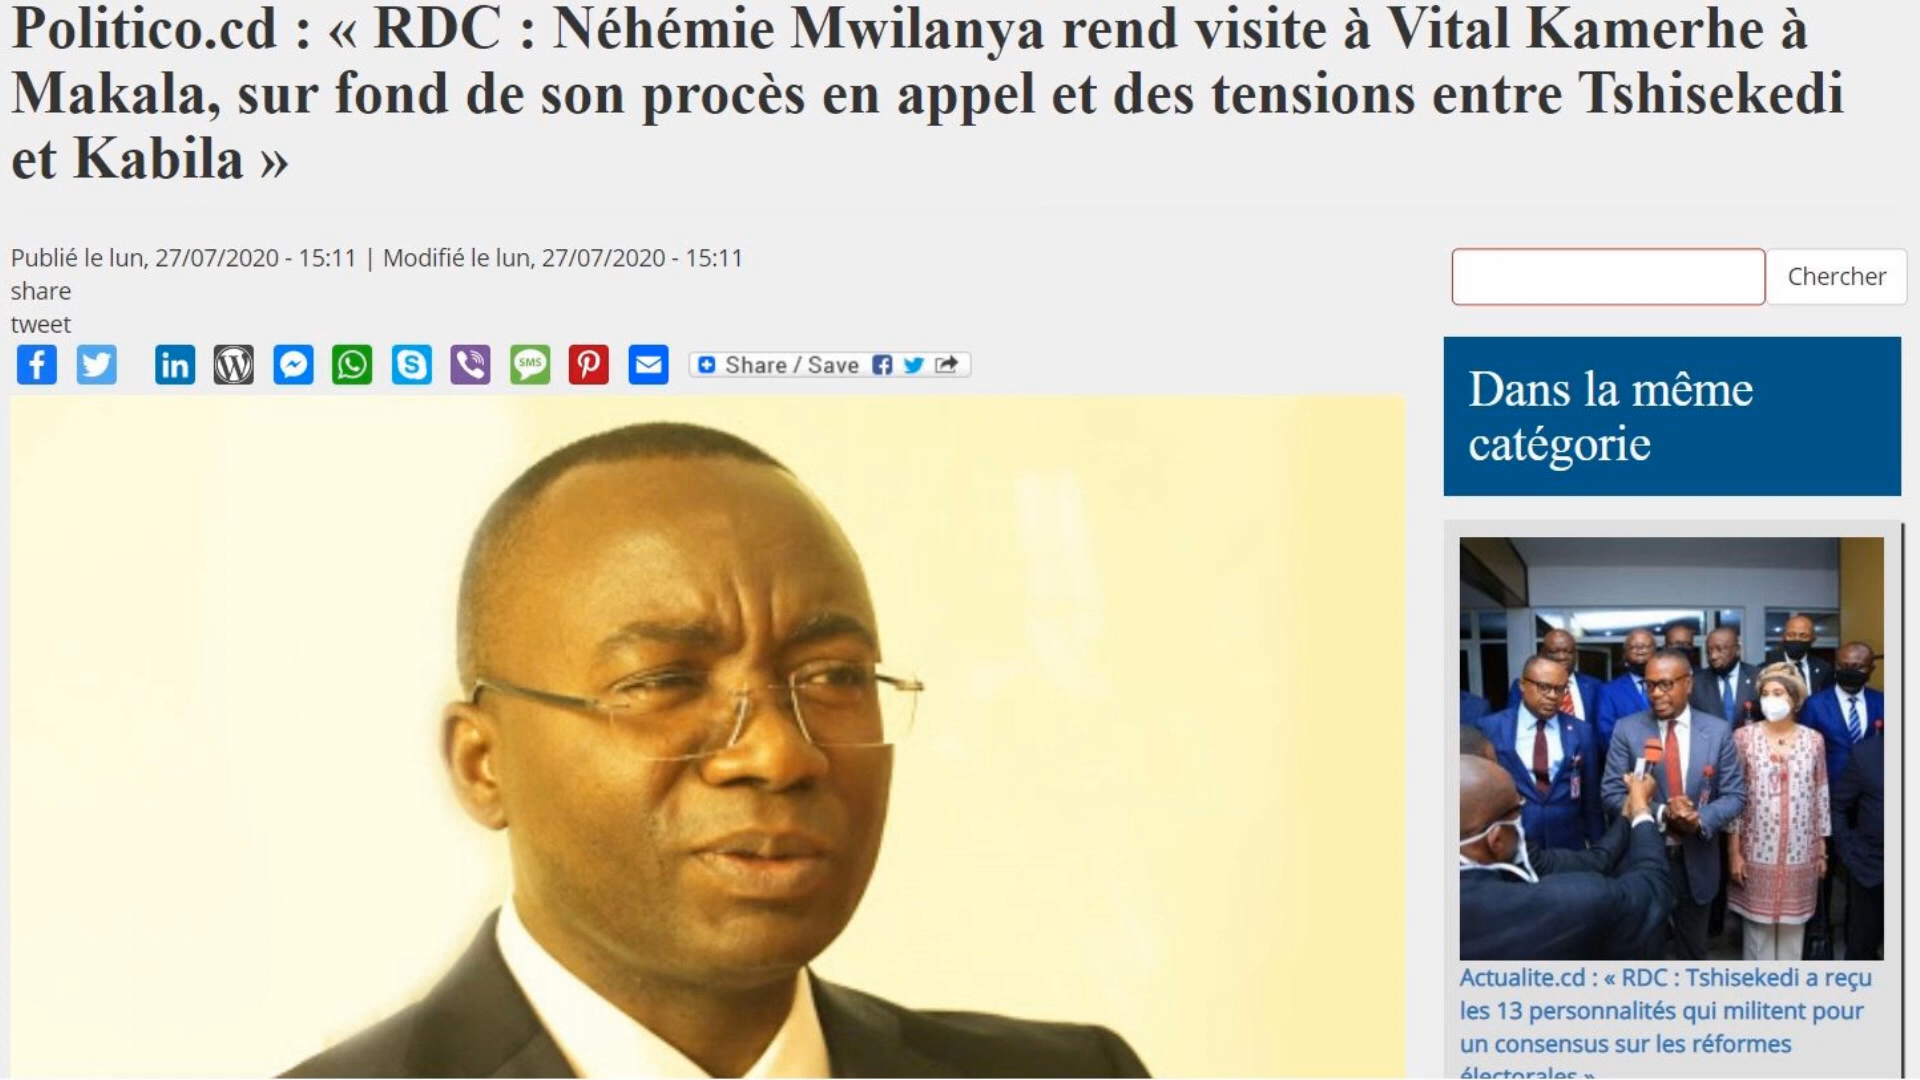 Politico.cd : « RDC : Néhémie Mwilanya rend visite à Vital Kamerhe à
Makala, sur fond de son procès en appel et des tensions entre Tshisekedi
et Kabila »
Publié le lun, 27/07/2020 - 15:11 | Modifié le lun, 27/07/2020 - 15:11
share
tweet
SMS
Share / Save
Chercher
Dans la même
catégorie
Actualite.cd : « RDC : Tshisekedi a reçu
les 13 personnalités qui militent pour
un consensus sur les réformes
électorales »